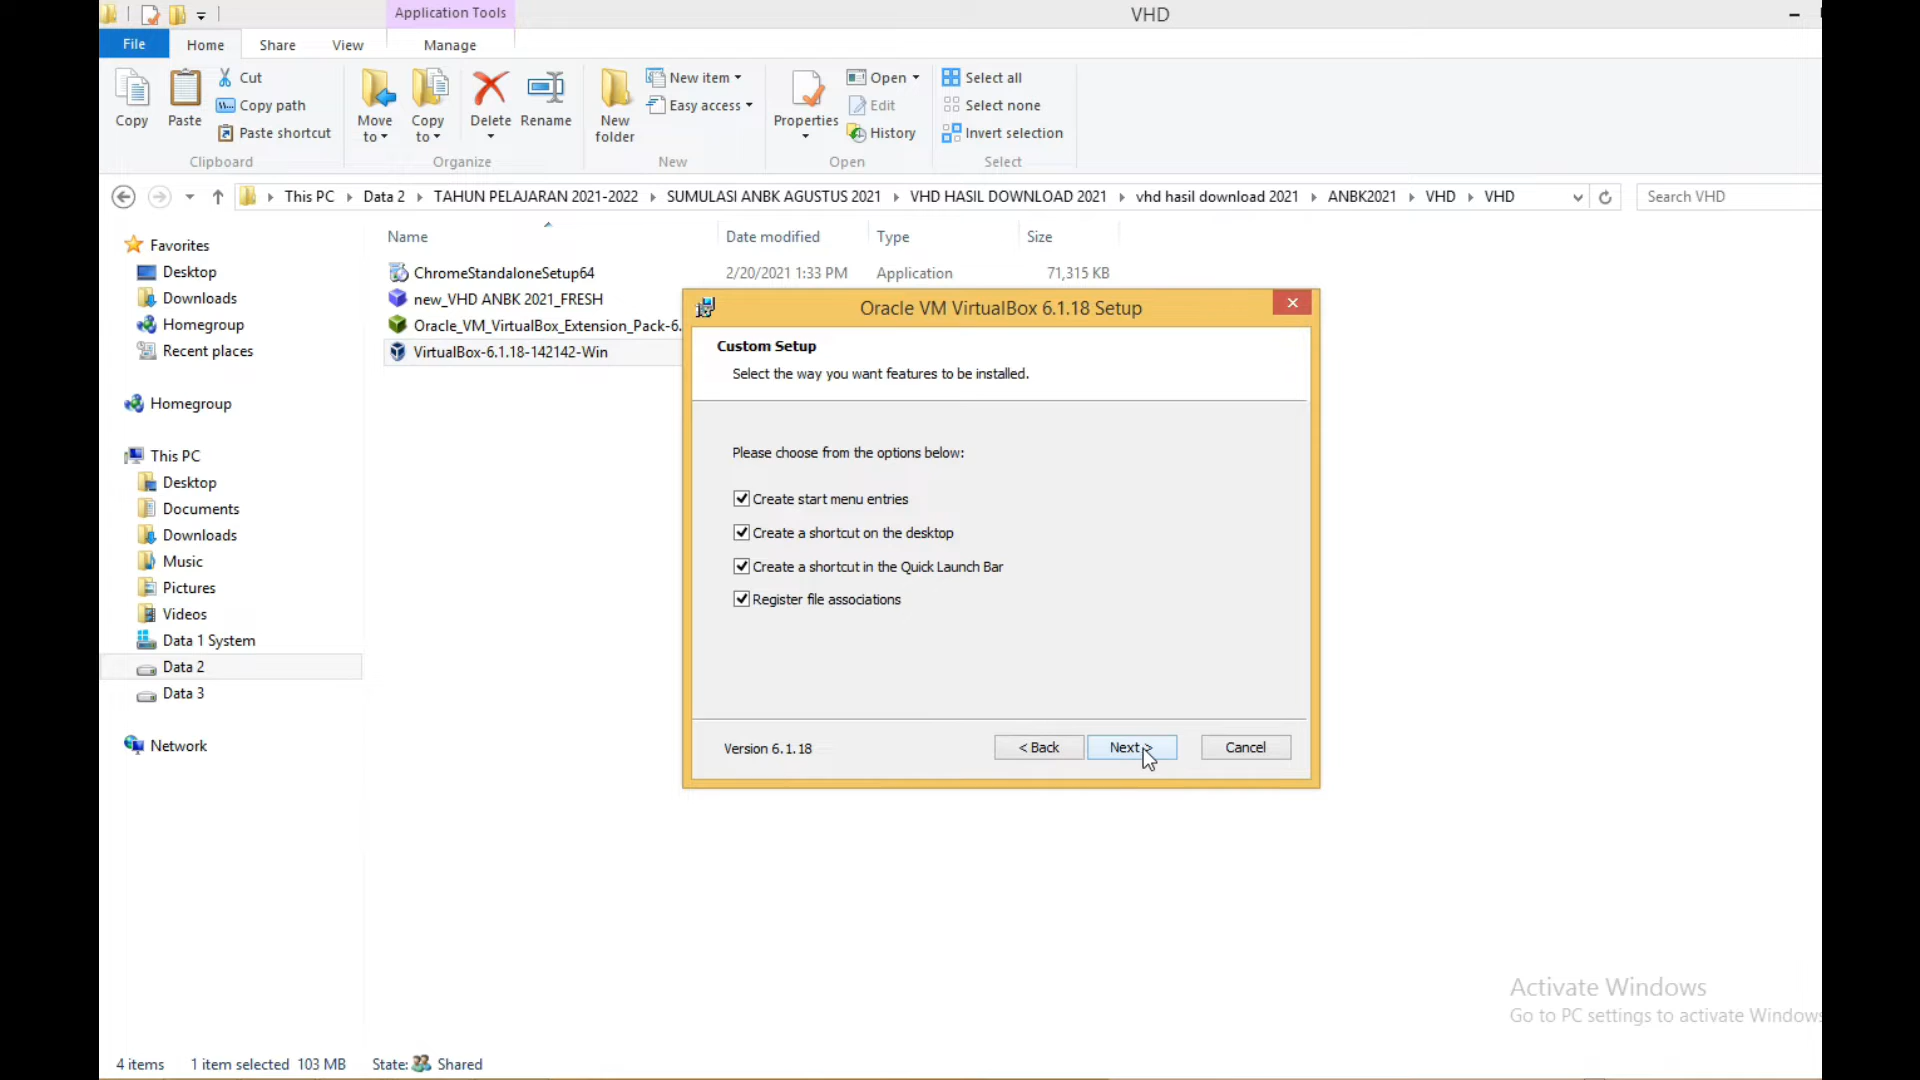 Application Tools
VHD
File
Home
Share
View
Manage
Copy
Paste
Cut
Copy path
Paste shortcut
Move to
Copy to
Delete
Rename
New folder
New item
Easy access
Properties
Open
Edit
History
Select all
Select none
Invert selection
Clipboard
Organize
New
Open
Select
This PC
Data 2
TAHUN PELAJARAN 2021-2022
SUMULASI ANBK AGUSTUS 2021
VHD HASIL DOWNLOAD 2021
vhd hasil download 2021
ANBK2021
VHD
VHD
Search VHD
Favorites
Desktop
Downloads
Homegroup
Recent places
Homegroup
This PC
Desktop
Documents
Downloads
Music
Pictures
Videos
Data 1 System
Data 2
Data 3
Network
Name
Date modified
Type
Size
ChromeStandaloneSetup64
2/20/2021 1:33 PM
Application
71,315 KB
new_VHD ANBK 2021_FRESH
Oracle_VM_VirtualBox_Extension_Pack-6.
VirtualBox-6.1.18-142142-Win
Oracle VM VirtualBox 6.1.18 Setup
Custom Setup
Select the way you want features to be installed.
Please choose from the options below:
Create start menu entries
Create a shortcut on the desktop
Create a shortcut in the Quick Launch Bar
Register file associations
Version 6.1.18
< Back
Next >
Cancel
Activate Windows
Go to PC settings to activate Windows
4 items
1 item selected 103 MB
State: Shared